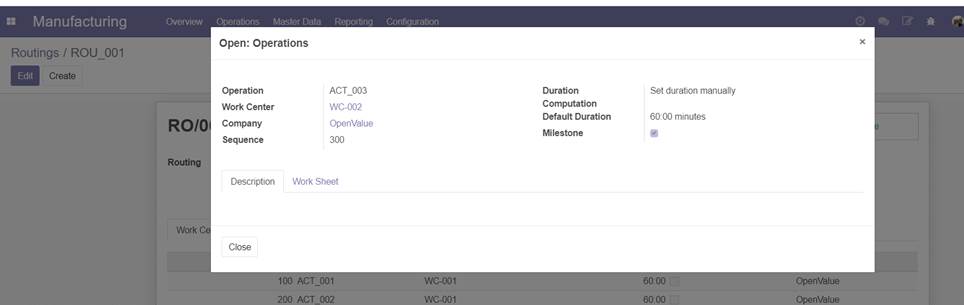 Manufacturing Overview Operations Master Data Reporting Configuration
Open: Operations ×
Routings / ROU_001
Edit Create
Operation ACT_003 Duration Computation Set duration manually
Work Center WC-002 Default Duration 60:00 minutes
Company OpenValue Milestone
Sequence 300
RO/0
Routing
Description Work Sheet
Work Ce
Close
100 ACT_001 WC-001 60:00 OpenValue
200 ACT_002 WC-001 60:00 OpenValue